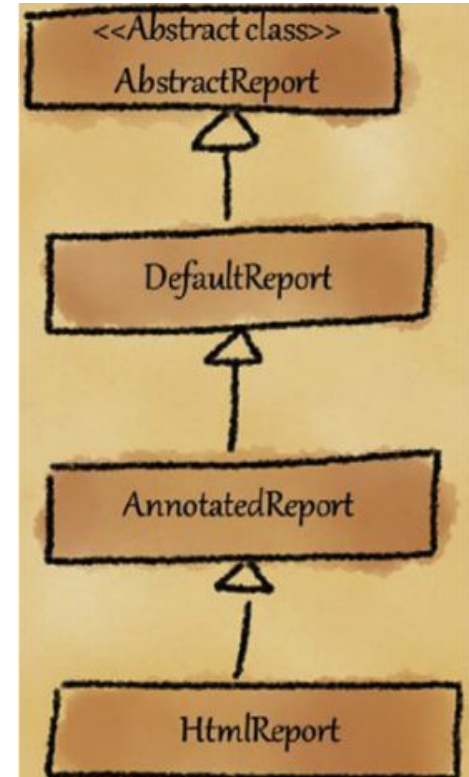 <<Abstract class>>
AbstractReport
DefaultReport
AnnotatedReport
HtmlReport